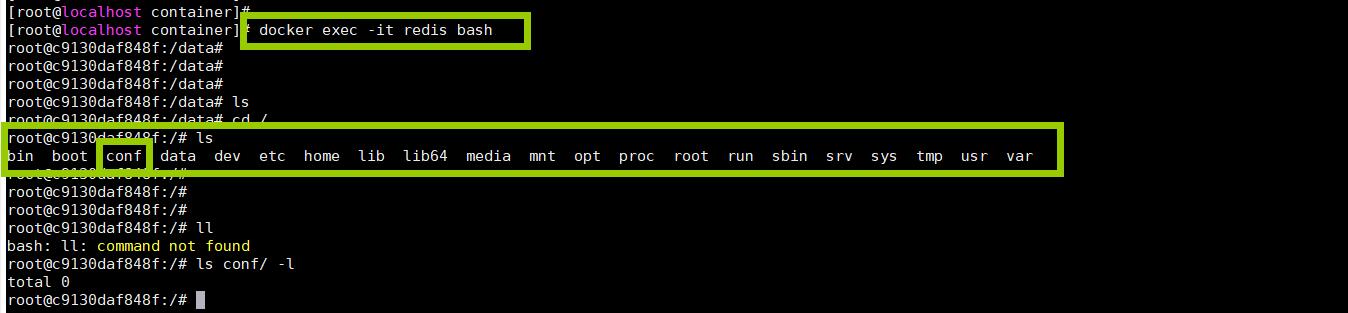 [root@localhost container]#
[root@localhost container]# docker exec -it redis bash
root@c9130daf848f:/data#
root@c9130daf848f:/data#
root@c9130daf848f:/data#
root@c9130daf848f:/data# ls
root@c9130daf848f:/data# cd /
root@c9130daf848f:/# ls
bin boot conf data dev etc home lib lib64 media mnt opt proc root run sbin srv sys tmp usr var
root@c9130daf848f:/#
root@c9130daf848f:/#
root@c9130daf848f:/#
root@c9130daf848f:/# ll
bash: ll: command not found
root@c9130daf848f:/# ls conf/ -l
total 0
root@c9130daf848f:/#